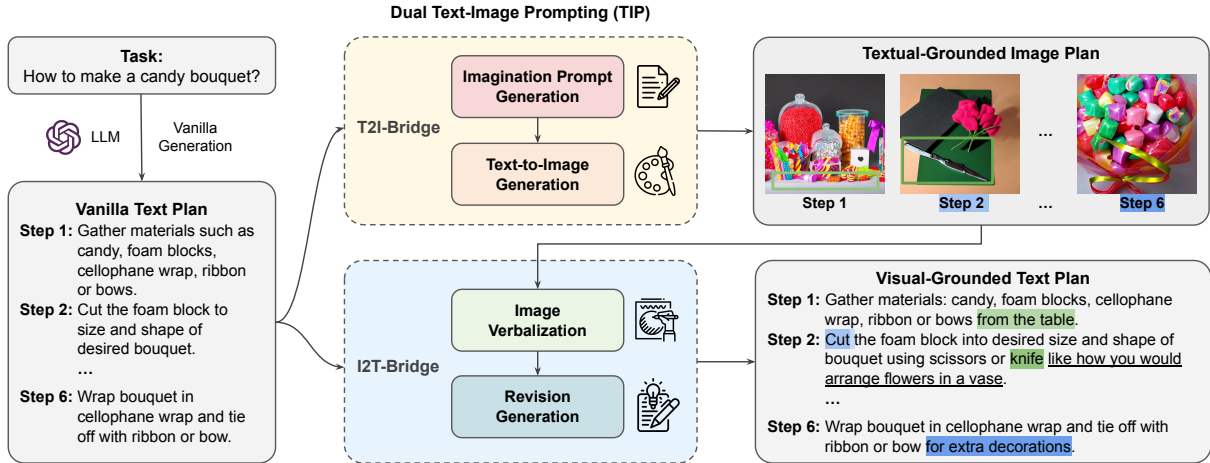 Dual Text-Image Prompting (TIP)
Task:
How to make a candy bouquet?
LLM
Vanilla
Generation
Vanilla Text Plan
Step 1: Gather materials such as
candy, foam blocks,
cellophane wrap, ribbon
or bows.
Step 2: Cut the foam block to
size and shape of
desired bouquet.
...
Step 6: Wrap bouquet in
cellophane wrap and tie
off with ribbon or bow.
T2I-Bridge
Imagination Prompt
Generation
Text-to-Image
Generation
Textual-Grounded Image Plan
...
Step 1 Step 2 ... Step 6
I2T-Bridge
Image
Verbalization
Revision
Generation
Visual-Grounded Text Plan
Step 1: Gather materials: candy, foam blocks, cellophane
wrap, ribbon or bows from the table.
Step 2: Cut the foam block into desired size and shape of
bouquet using scissors or knife like how you would
arrange flowers in a vase.
...
Step 6: Wrap bouquet in cellophane wrap and tie off with
ribbon or bow for extra decorations.